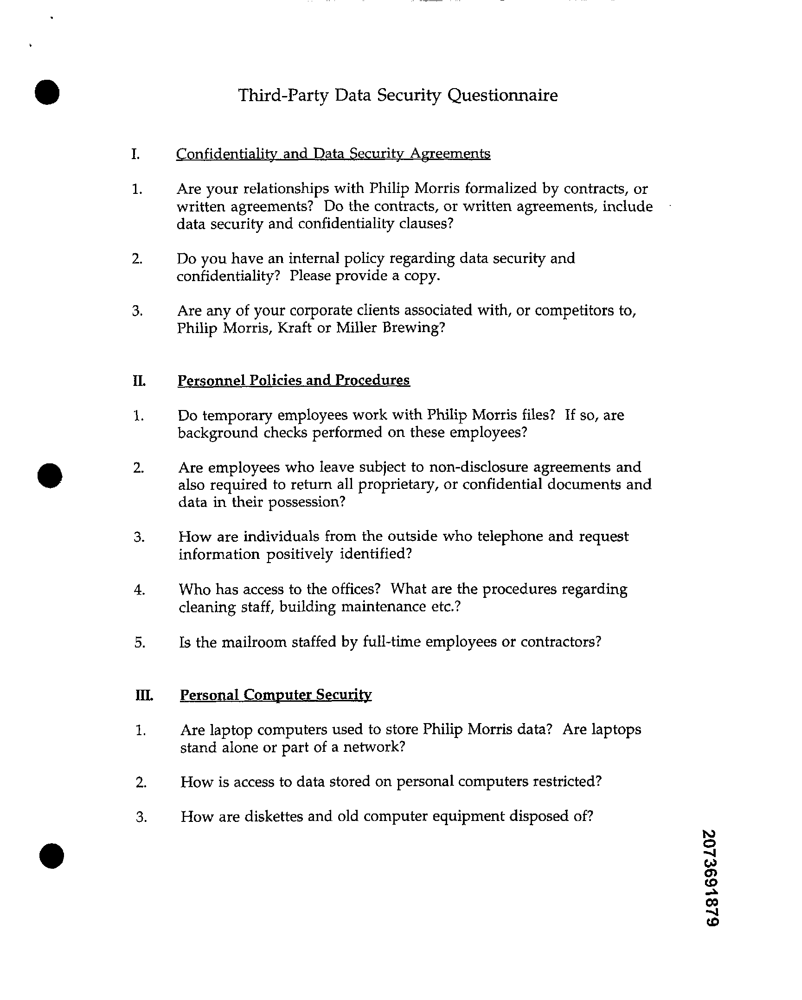 Third-Party Data Security Questionnaire
I. Confidentiality and Data Security Agreements
1. Are your relationships with Philip Morris formalized by contracts, or
written agreements? Do the contracts, or written agreements, include
data security and confidentiality clauses?
2. Do you have an internal policy regarding data security and
confidentiality? Please provide a copy.
3. Are any of your corporate clients associated with, or competitors to,
Philip Morris, Kraft or Miller Brewing?
II. Personnel Policies and Procedures
1. Do temporary employees work with Philip Morris files? If so, are
background checks performed on these employees?
2. Are employees who leave subject to non-disclosure agreements and
also required to return all proprietary, or confidential documents and
data in their possession?
3. How are individuals from the outside who telephone and request
information positively identified?
4. Who has access to the offices? What are the procedures regarding
cleaning staff, building maintenance etc.?
5. Is the mailroom staffed by full-time employees or contractors?
III. Personal Computer Security
1. Are laptop computers used to store Philip Morris data? Are laptops
stand alone or part of a network?
2. How is access to data stored on personal computers restricted?
3. How are diskettes and old computer equipment disposed of?
2073691879